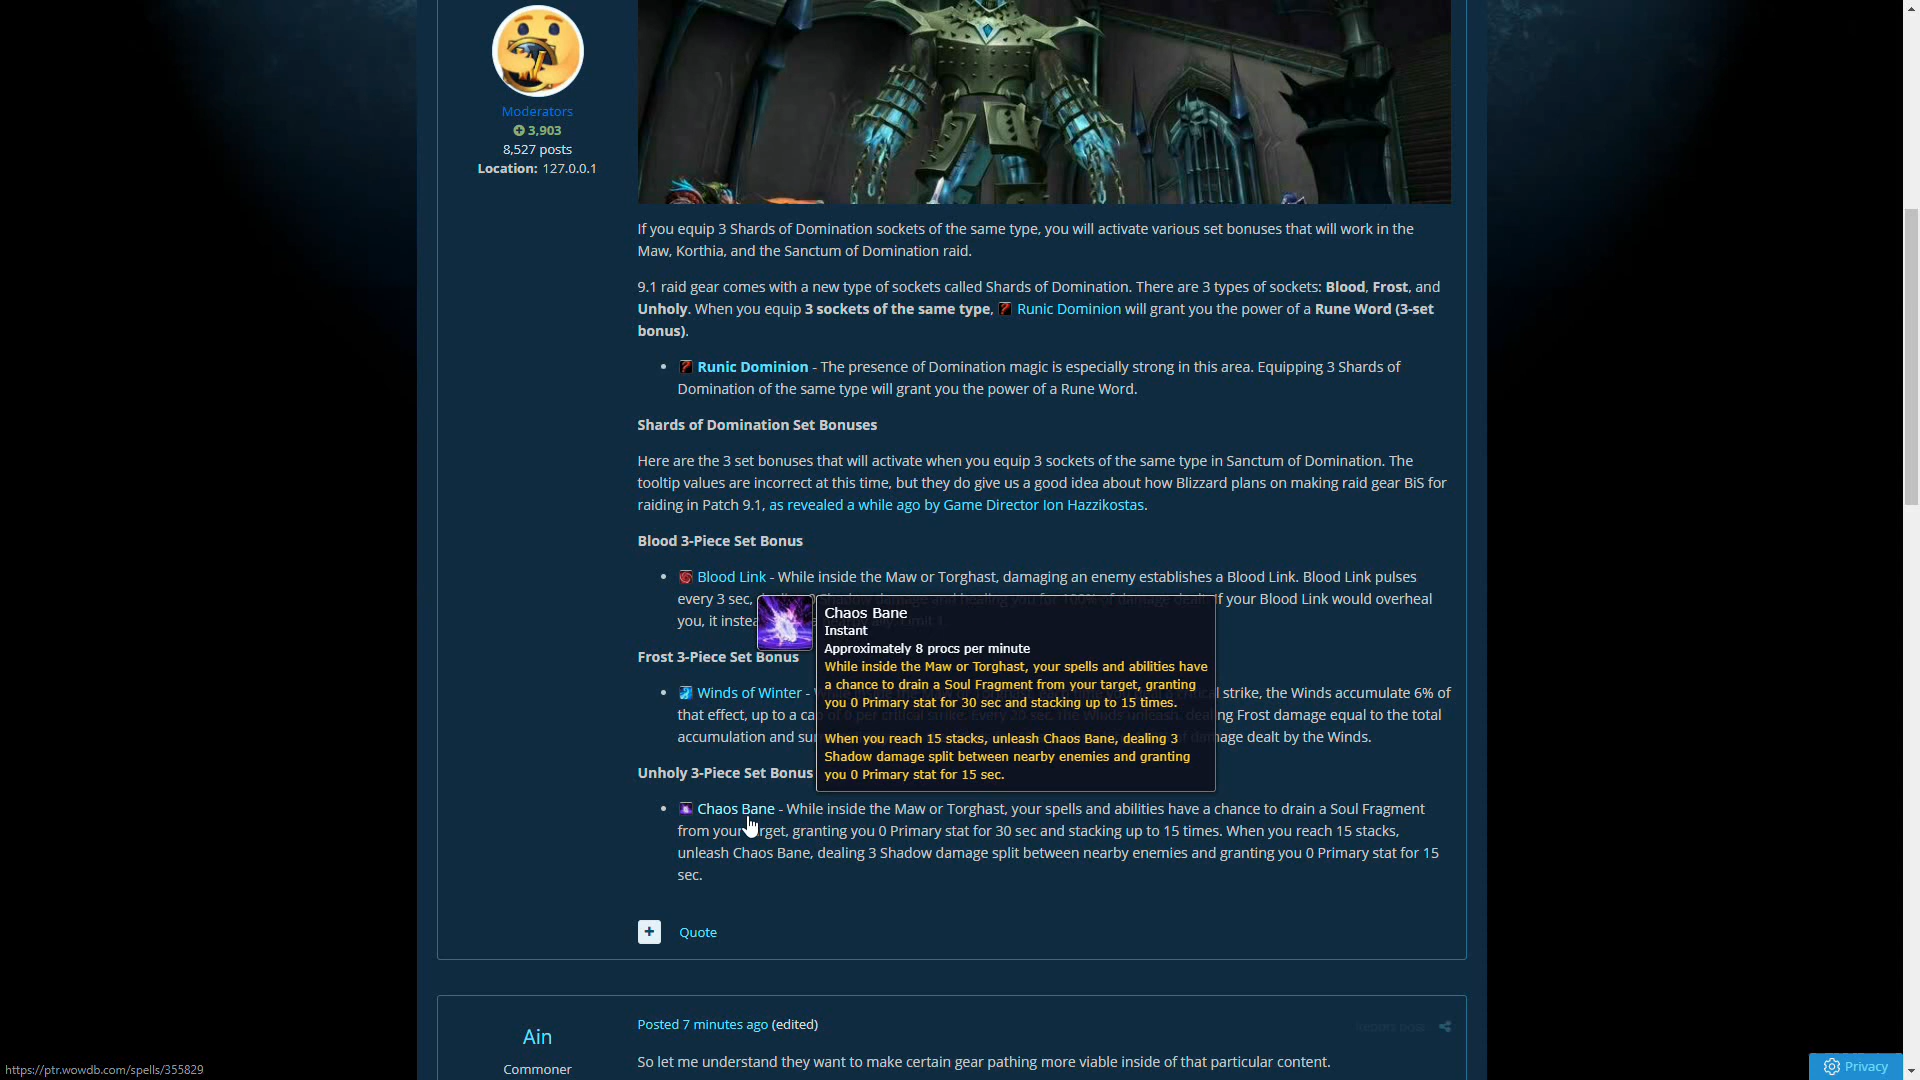 Moderators
3,903
8,527 posts
Location: 127.0.0.1
If you equip 3 Shards of Domination sockets of the same type, you will activate various set bonuses that will work in the
Maw, Korthia, and the Sanctum of Domination raid.
9.1 raid gear comes with a new type of sockets called Shards of Domination. There are 3 types of sockets: Blood, Frost, and
Unholy. When you equip 3 sockets of the same type, Runic Dominion will grant you the power of a Rune Word (3-set
bonus).
• Runic Dominion - The presence of Domination magic is especially strong in this area. Equipping 3 Shards of
Domination of the same type will grant you the power of a Rune Word.
Shards of Domination Set Bonuses
Here are the 3 set bonuses that will activate when you equip 3 sockets of the same type in Sanctum of Domination. The
tooltip values are incorrect at this time, but they do give us a good idea about how Blizzard plans on making raid gear BiS for
raiding in Patch 9.1, as revealed a while ago by Game Director Ion Hazzikostas.
Blood 3-Piece Set Bonus
• Blood Link - While inside the Maw or Torghast, damaging an enemy establishes a Blood Link. Blood Link pulses
every 3 sec, if your Blood Link would overheal
you, it
Frost 3-Piece Set Bonus
• Winds of Winter - strike, the Winds accumulate 6% of
that effect, up to a dealing Frost damage equal to the total
accumulation and damage dealt by the Winds.
Chaos Bane
Instant
Approximately 8 procs per minute
While inside the Maw or Torghast, your spells and abilities have
a chance to drain a Soul Fragment from your target, granting
you 0 Primary stat for 30 sec and stacking up to 15 times.
When you reach 15 stacks, unleash Chaos Bane, dealing 3
Shadow damage split between nearby enemies and granting
you 0 Primary stat for 15 sec.
Unholy 3-Piece Set Bonus
• Chaos Bane - While inside the Maw or Torghast, your spells and abilities have a chance to drain a Soul Fragment
from your target, granting you 0 Primary stat for 30 sec and stacking up to 15 times. When you reach 15 stacks,
unleash Chaos Bane, dealing 3 Shadow damage split between nearby enemies and granting you 0 Primary stat for 15
sec.
+ Quote
Ain
Commoner
Posted 7 minutes ago (edited)
Report post
So let me understand they want to make certain gear pathing more viable inside of that particular content.
https://ptr.wowdb.com/spells/355829
Privacy